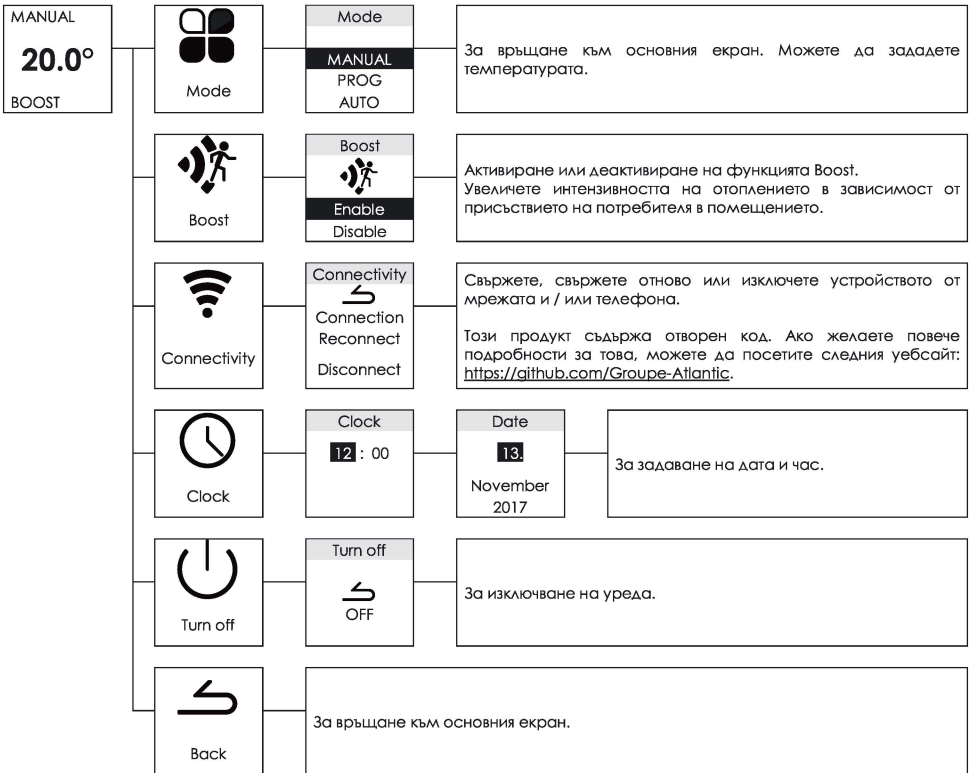 MANUAL
20.0°
BOOST
Mode
Mode
MANUAL
PROG
AUTO
За връщане към основния екран. Можете да зададете
температурата.
Boost
Boost
Enable
Disable
Активиране или деактивиране на функцията Boost.
Увеличете интензивността на отоплението в зависимост от
присъствието на потребителя в помещението.
Connectivity
Connectivity
Connection
Reconnect
Disconnect
Свържете, свържете отново или изключете устройството от
мрежата и / или телефона.
Този продукт съдържа отворен код. Ако желаете повече
подробности за това, можете да посетите следния уебсайт:
https://github.com/Groupe-Atlantic.
Clock
Clock
12 : 00
Date
13.
November
2017
За задаване на дата и час.
Turn off
Turn off
OFF
За изключване на уреда.
Back
За връщане към основния екран.